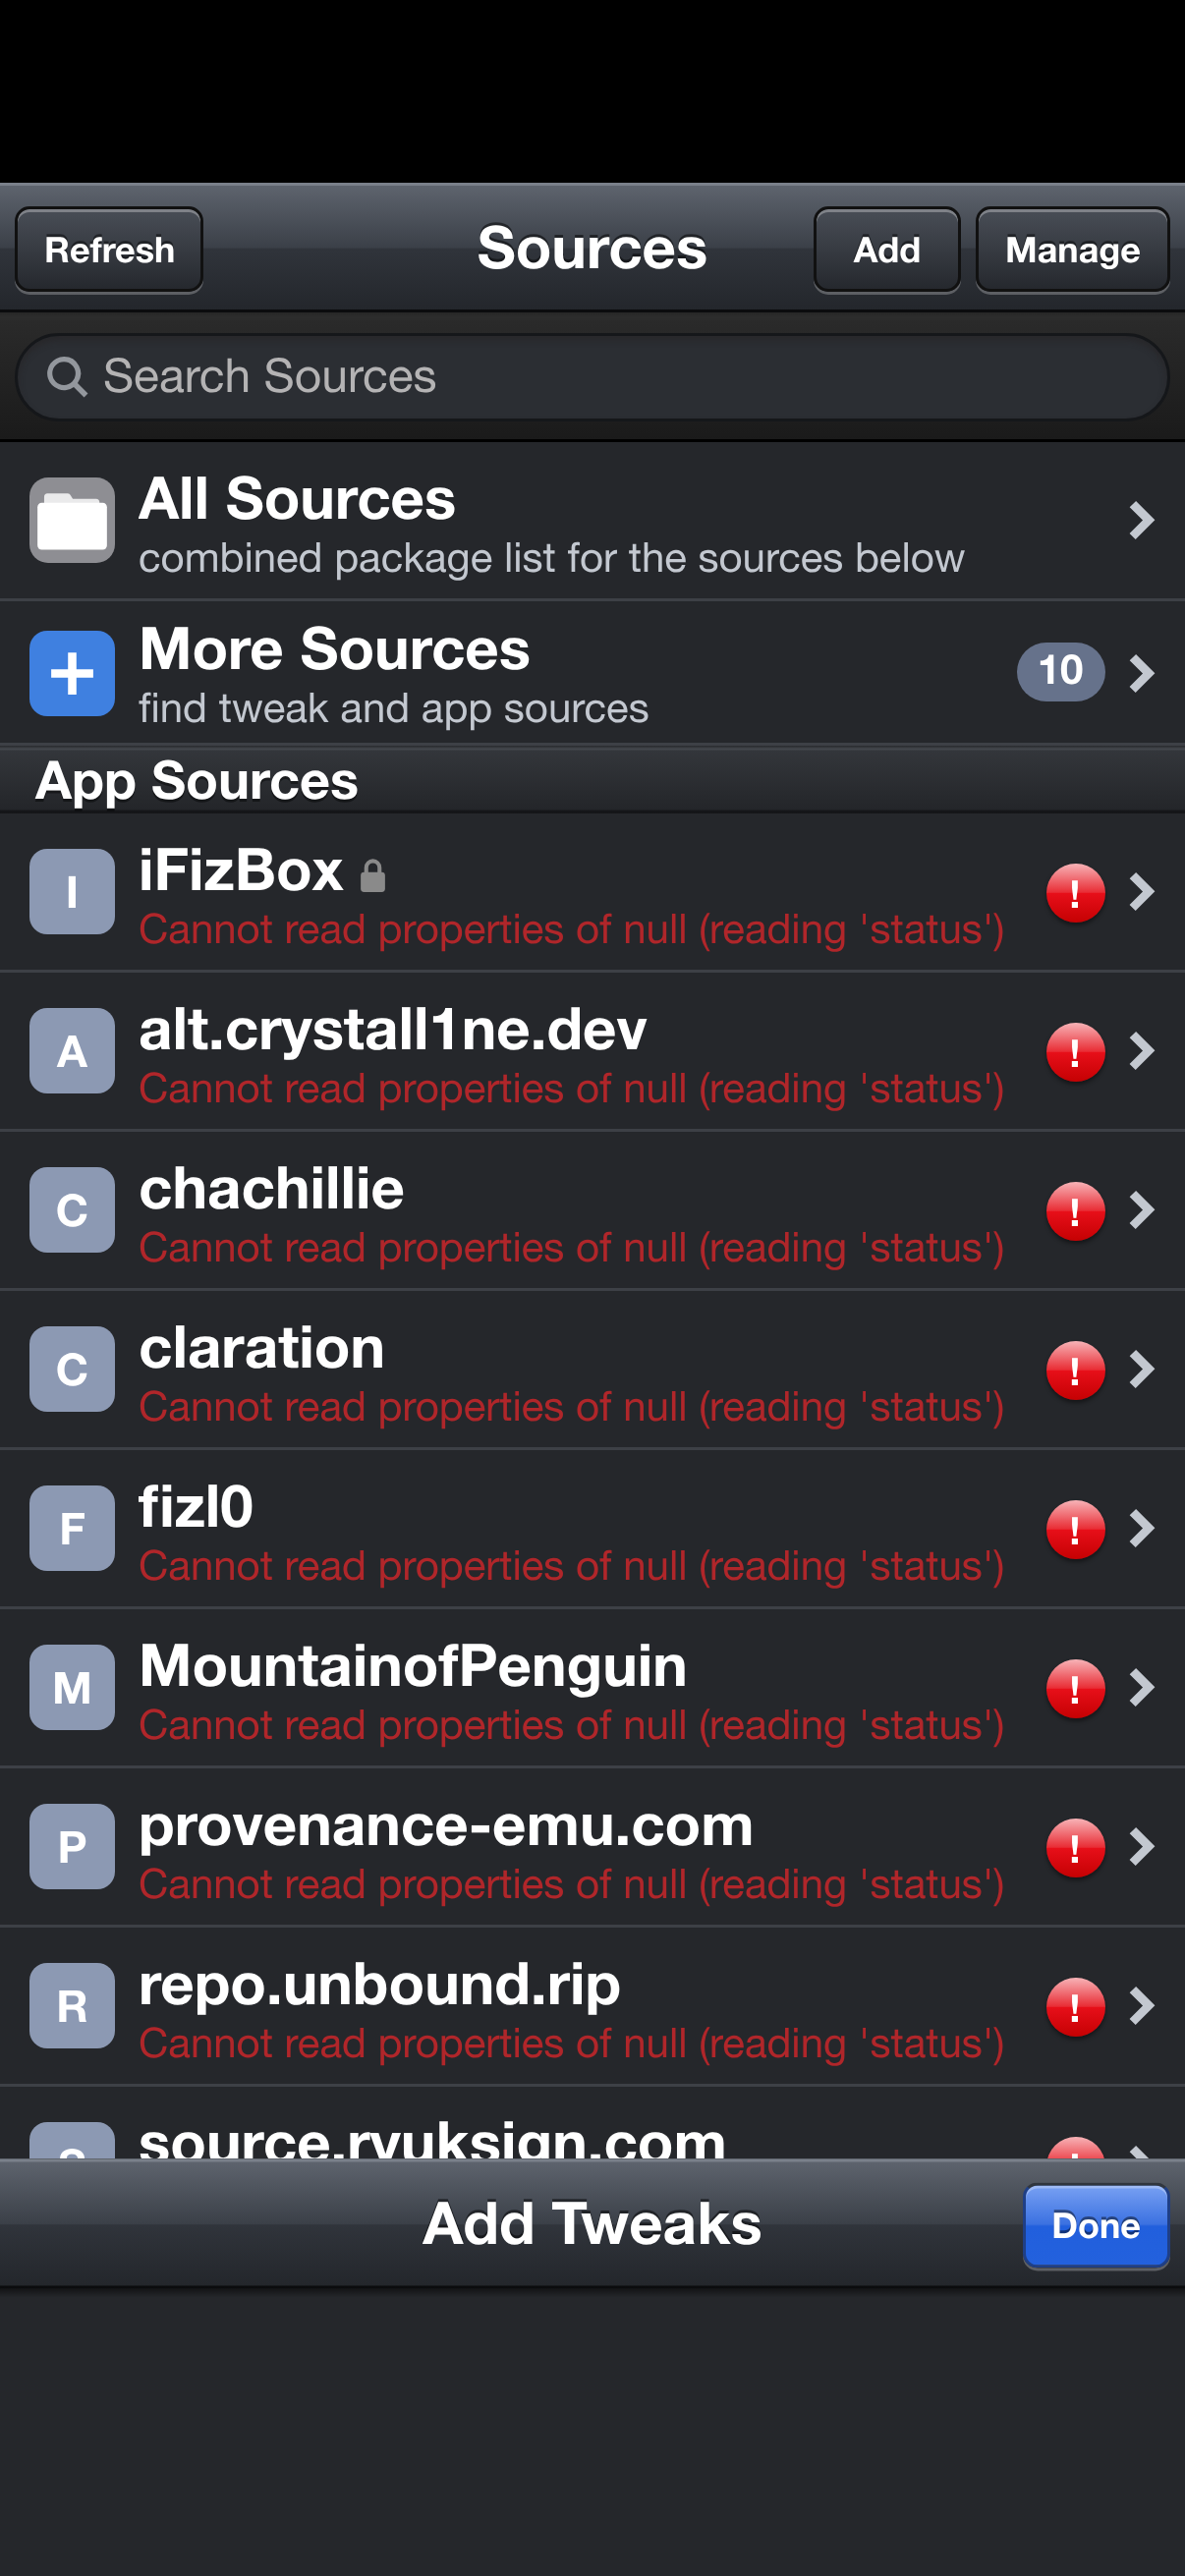 Refresh
Sources
Add
Manage
Search Sources
All Sources
combined package list for the sources below
More Sources
find tweak and app sources
10
App Sources
I
iFizBox
Cannot read properties of null (reading 'status')
!
A
alt.crystall1ne.dev
Cannot read properties of null (reading 'status')
!
C
chachillie
Cannot read properties of null (reading 'status')
!
C
claration
Cannot read properties of null (reading 'status')
!
F
fizl0
Cannot read properties of null (reading 'status')
!
M
MountainofPenguin
Cannot read properties of null (reading 'status')
!
P
provenance-emu.com
Cannot read properties of null (reading 'status')
!
R
repo.unbound.rip
Cannot read properties of null (reading 'status')
!
source.ryuksign.com
Add Tweaks
Done